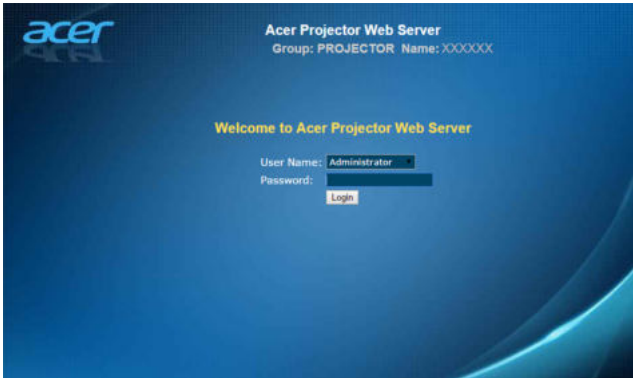 acer
Acer Projector Web Server
Group: PROJECTOR Name: XXXXXX
Welcome to Acer Projector Web Server
User Name: Administrator
Password:
Login